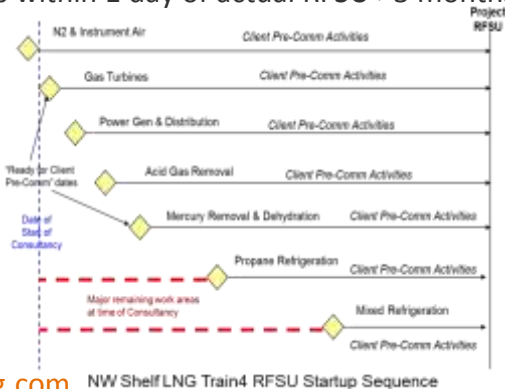 within 1 day of actual RFSU
Project
RFSU
N2 & Instrument Air
Client Pre-Comm Activities
Gas Turbines
Client Pre-Comm Activities
Power Gen & Distribution
Client Pre-Comm Activities
'Ready for Client
Pre-Comm' dates
Acid Gas Removal
Client Pre-Comm Activities
Date of
Start of
Consultancy
Mercury Removal & Dehydration
Client Pre-Comm Activities
Propane Refrigeration
Client Pre-Comm Activities
Major remaining work areas
at time of Consultancy
Mixed Refrigeration
Client Pre-Comm Activities
g.com
NW Shelf LNG Train4 RFSU Startup Sequence